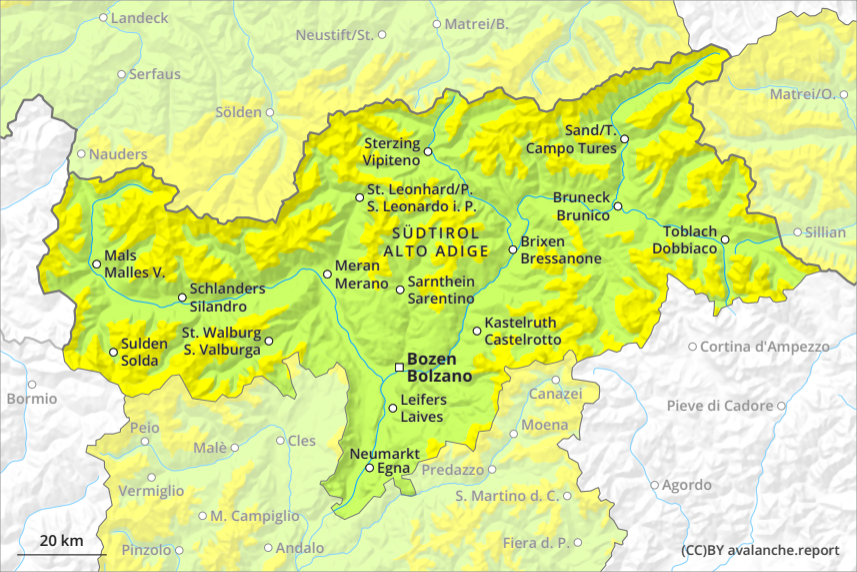 Landeck
Matrei/B.
Neustift/St.
Serfaus
Matrei/O.
Sölden
Sand/T.
Campo Tures
Sterzing
Vipiteno
Nauders
St. Leonhard/P.
S. Leonardo i. P.
Bruneck
Brunico
SÜDTIROL
ALTO ADIGE
Toblach
Dobbiaco
Sillian
Brixen
Bressanone
Mals
Malles V.
Meran
Merano
Sarnthein
Sarentino
Schlanders
Silandro
Kastelruth
Castelrotto
St. Walburg
S. Valburga
Sulden
Solda
Cortina d'Ampezzo
Bozen
Bolzano
Bormio
Canazei
Leifers
Laives
Pieve di Cadore
Peio
Moena
Cles
Malè
Neumarkt
Egna
Predazzo
Vermiglio
Agordo
S. Martino d. C.
M. Campiglio
Fiera d. P.
20 km
Pinzolo
Andalo
(CC)BY avalanche.report